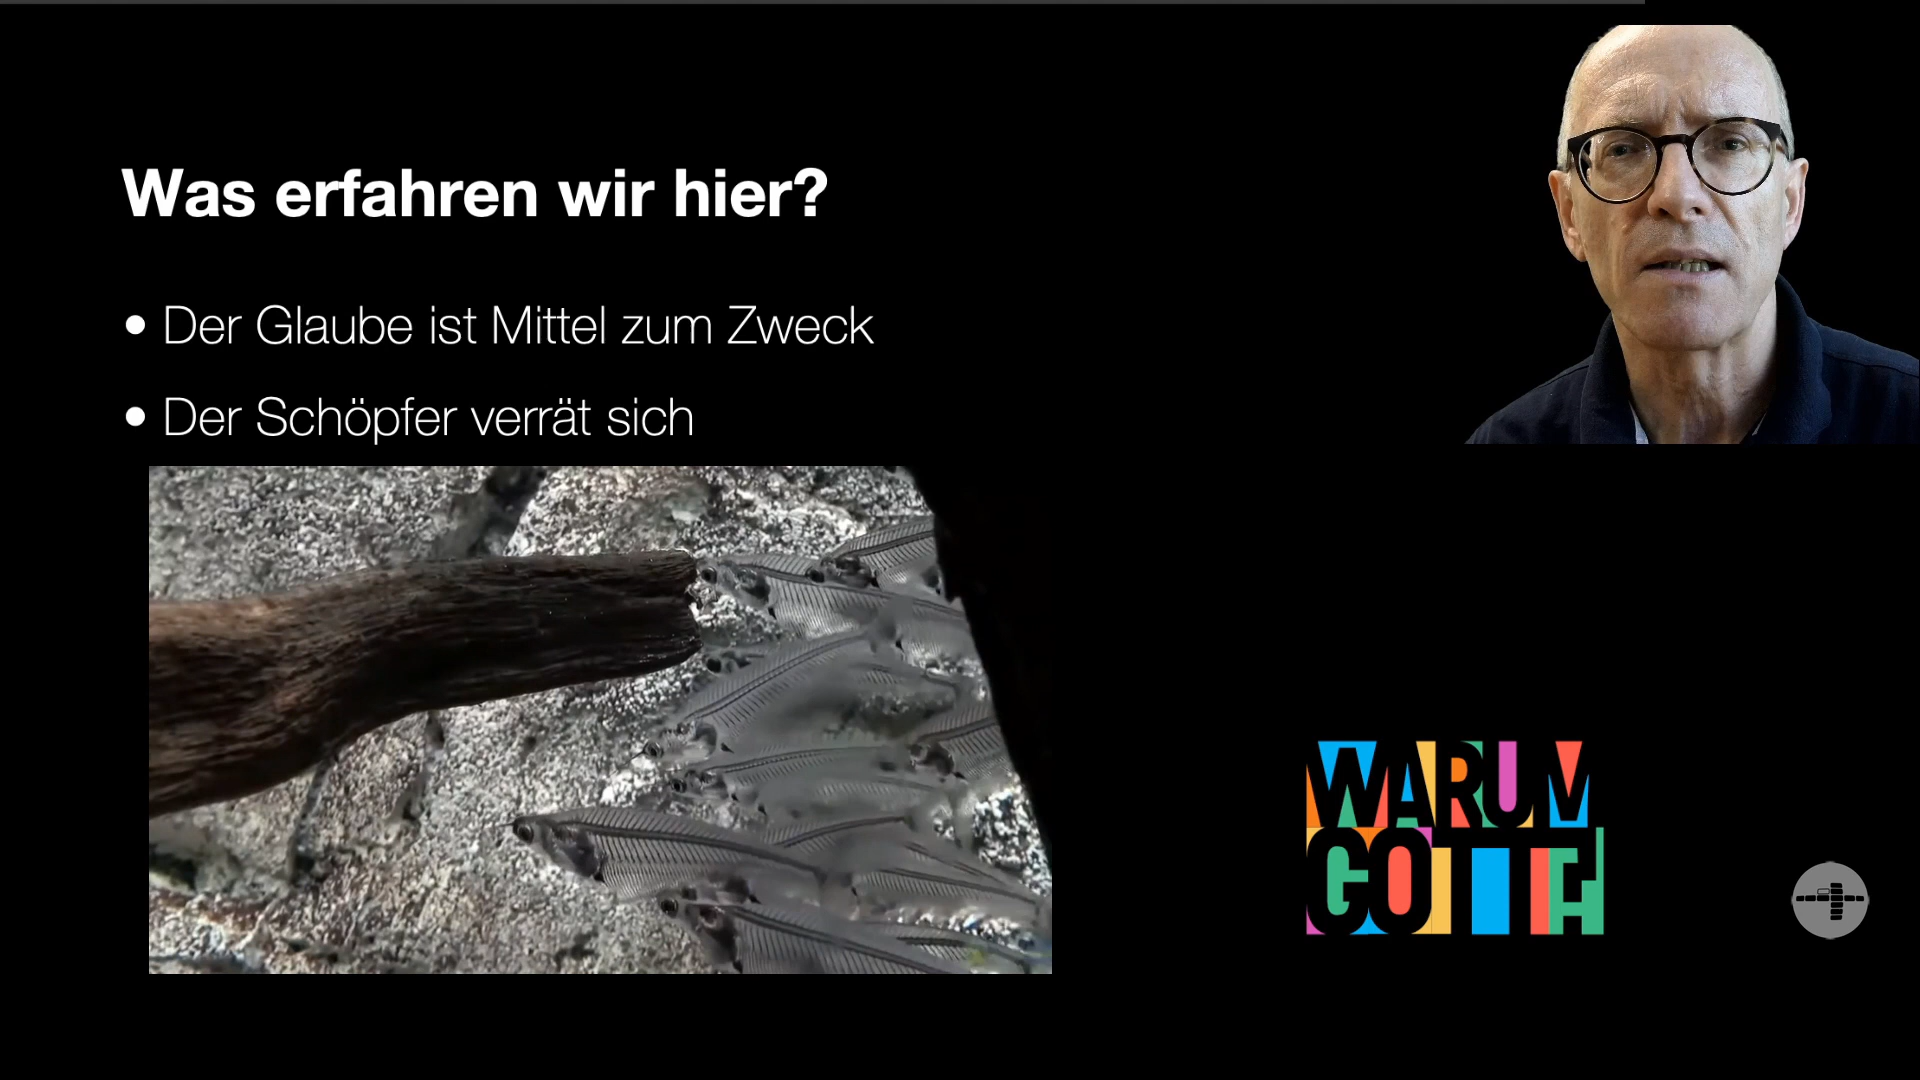 Was erfahren wir hier?
• Der Glaube ist Mittel zum Zweck
• Der Schöpfer verrät sich
WARUM
GOTT?